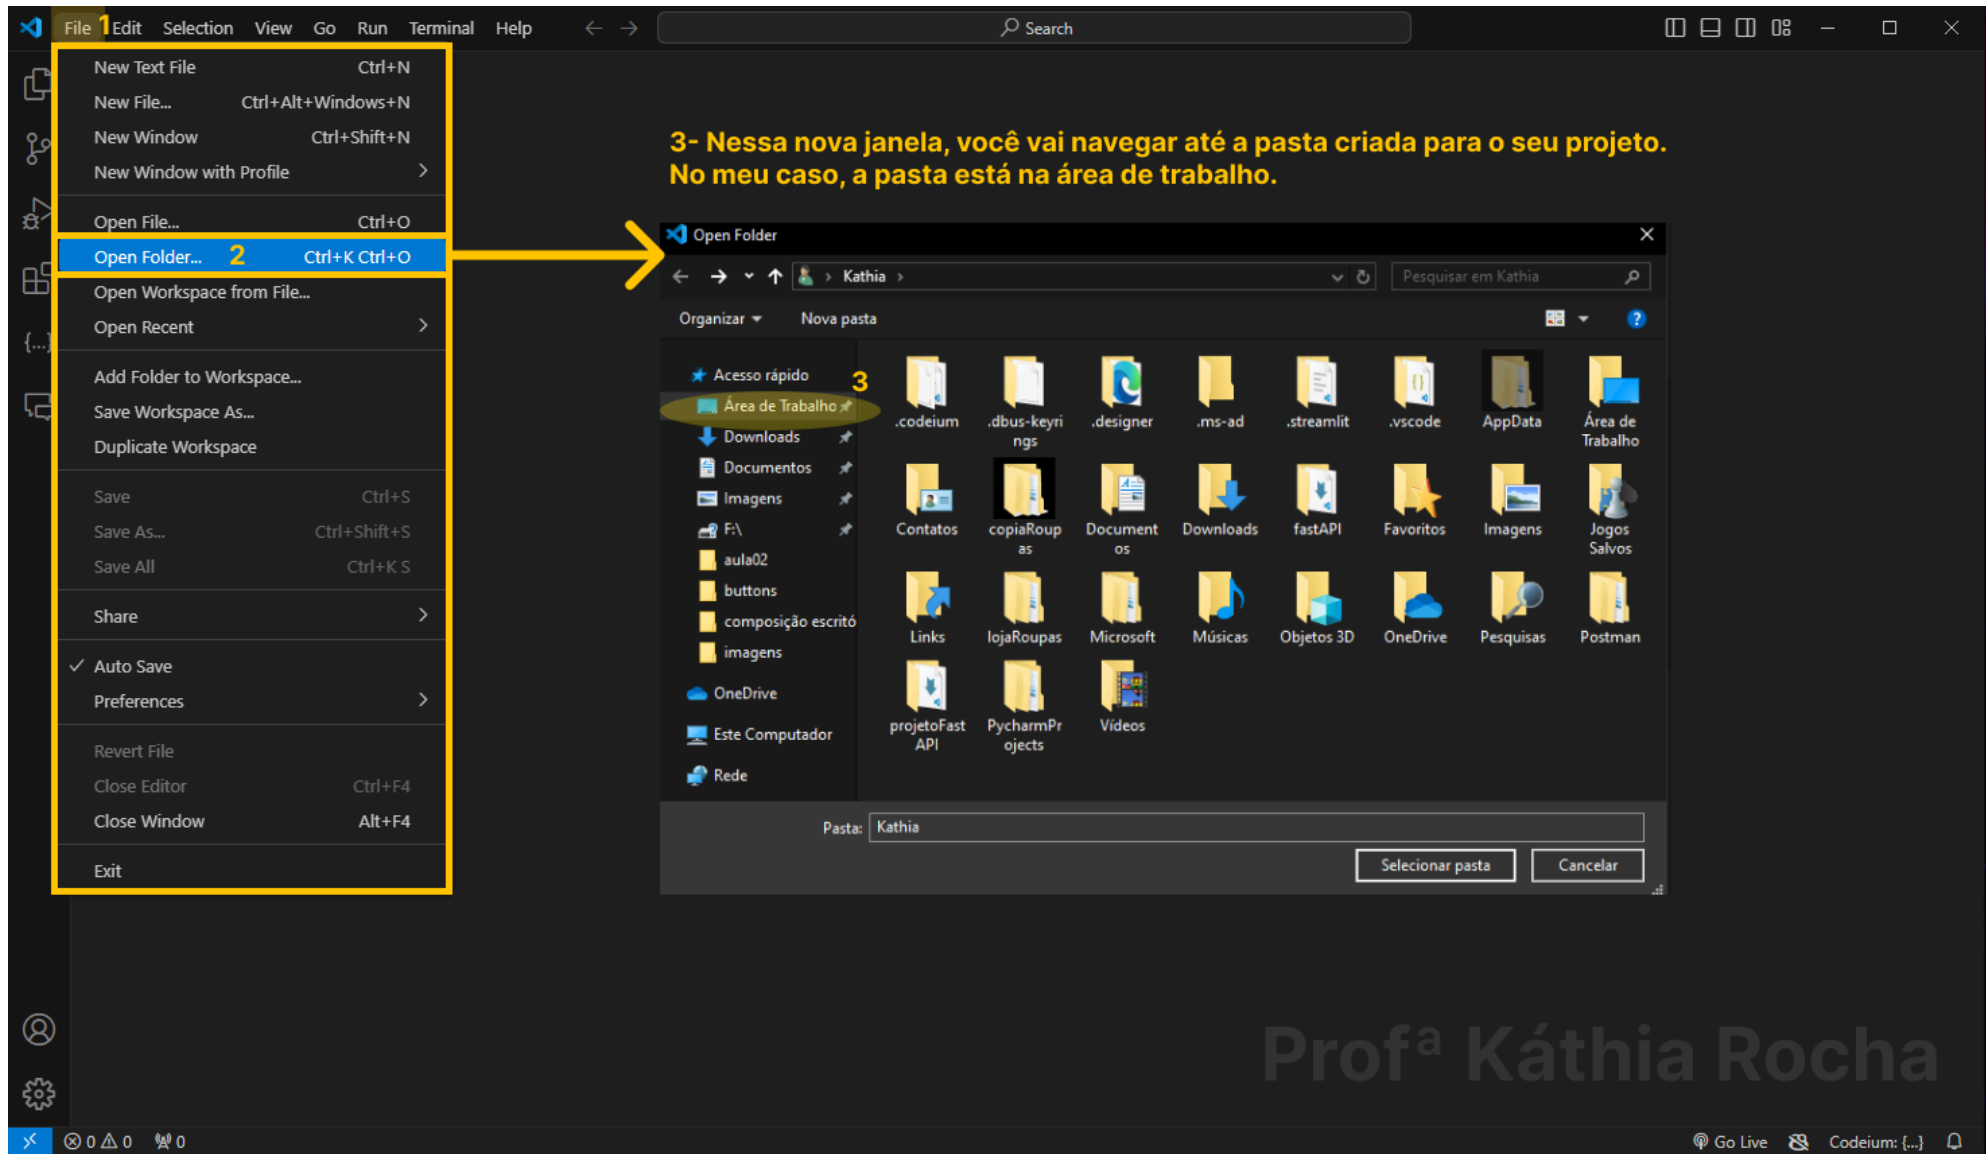 File 1 Edit Selection View Go Run Terminal Help
Search
New Text File Ctrl+N
New File... Ctrl+Alt+Windows+N
New Window Ctrl+Shift+N
New Window with Profile
Open File... Ctrl+O
Open Folder... 2 Ctrl+K Ctrl+O
Open Workspace from File...
Open Recent
Add Folder to Workspace...
Save Workspace As...
Duplicate Workspace
Save Ctrl+S
Save As... Ctrl+Shift+S
Save All Ctrl+K S
Share
Auto Save
Preferences
Revert File
Close Editor Ctrl+F4
Close Window Alt+F4
Exit
3- Nessa nova janela, você vai navegar até a pasta criada para o seu projeto.
No meu caso, a pasta está na área de trabalho.
Open Folder
Kathia
Pesquisar em Kathia
Organizar Nova pasta
Acesso rápido
3
Área de Trabalho
Downloads
Documentos
Imagens
F:\
aula02
buttons
composição escritó
imagens
OneDrive
Este Computador
Rede
.codeium .dbus-keyri .designer .ms-ad .streamlit .vscode AppData Área de
ngs Trabalho
Contatos copiaRoup Document Downloads fastAPI Favoritos Imagens Jogos
as os Salvos
Links lojaRoupas Microsoft Músicas Objetos 3D OneDrive Pesquisas Postman
projetoFast PycharmPr Vídeos
API ojects
Pasta: Kathia
Selecionar pasta Cancelar
Profª Káthia Rocha
0 0 0
Go Live Codeium: {...}